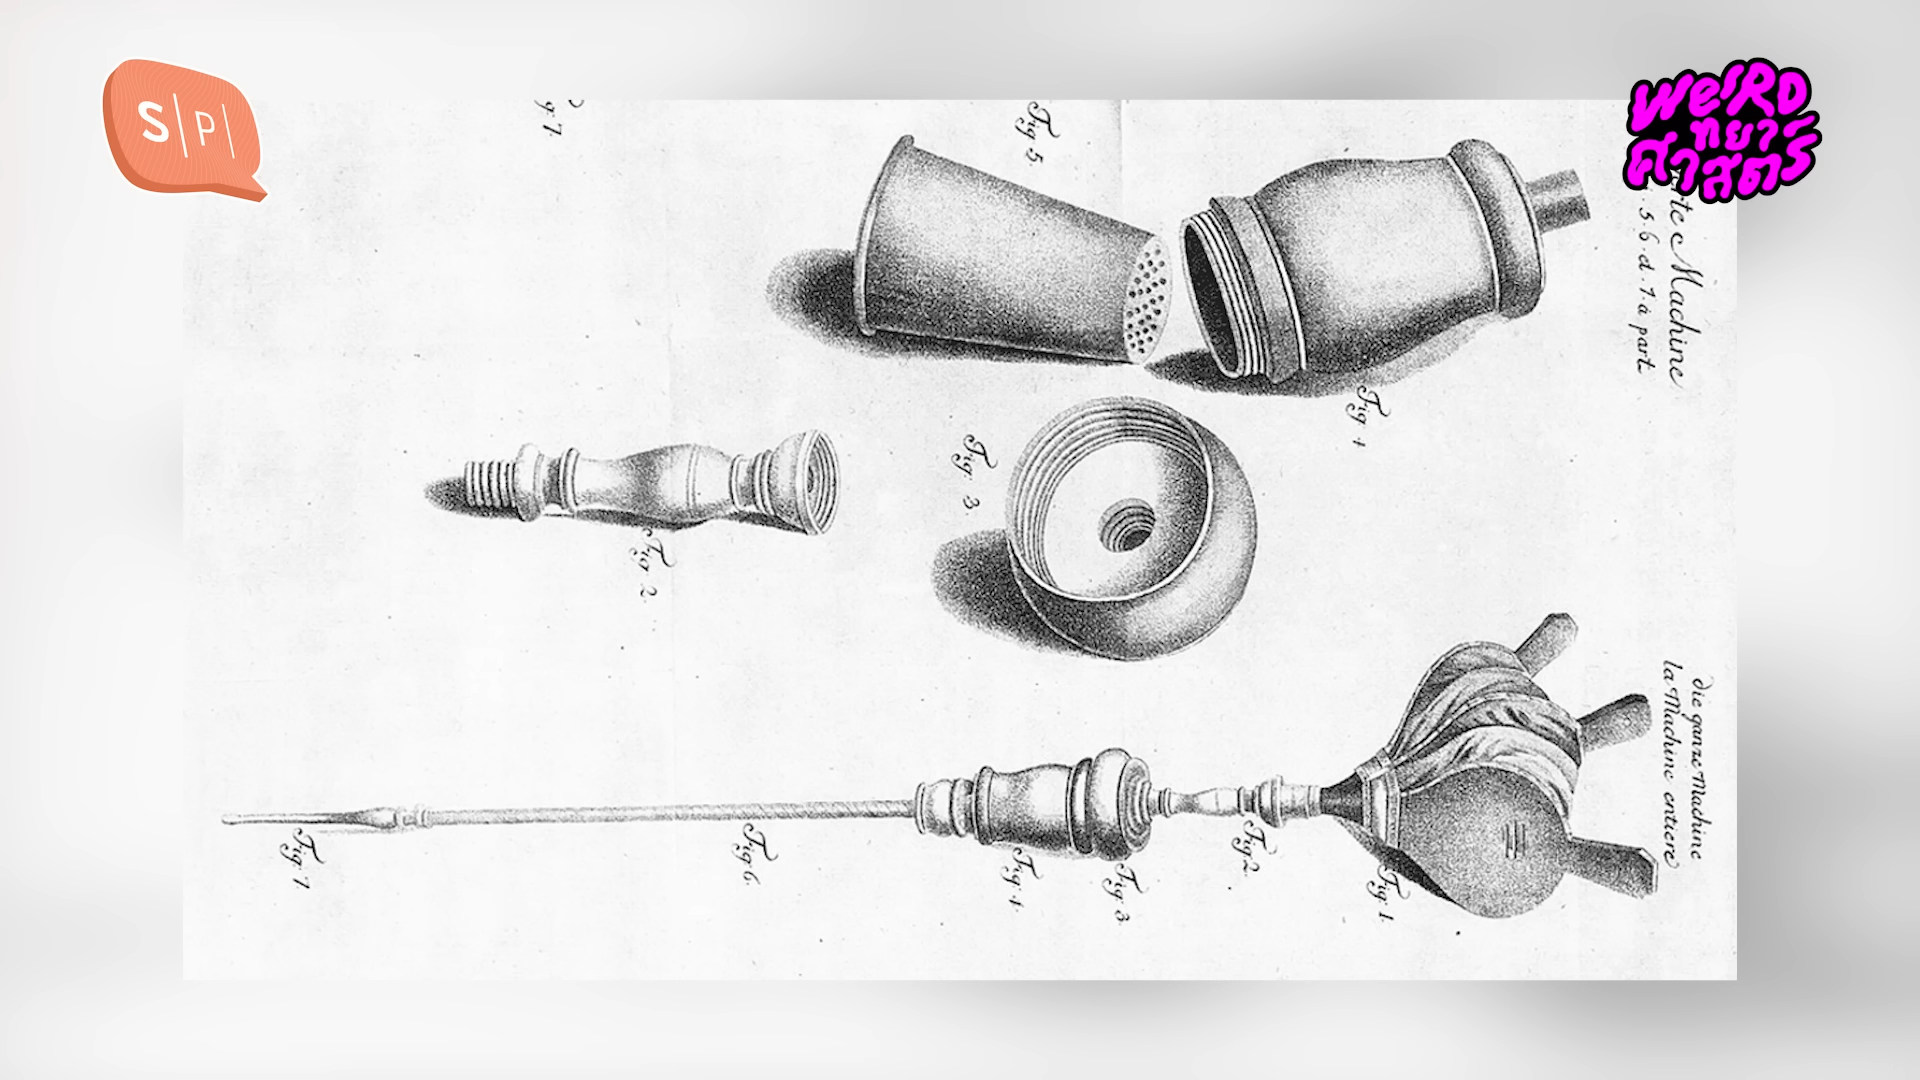 S|P|
WEIRD
ทยา
ศาสตร์
g. 7.
Fig. 5.
Machine
. 5. 6. d. 7. à part
Fig. 4
Fig. 3.
Fig. 2.
die ganze Machine
la Machine entiere
Fig. 7.
Fig. 6.
Fig. 4.
Fig. 3.
Fig. 2.
Fig. 1.